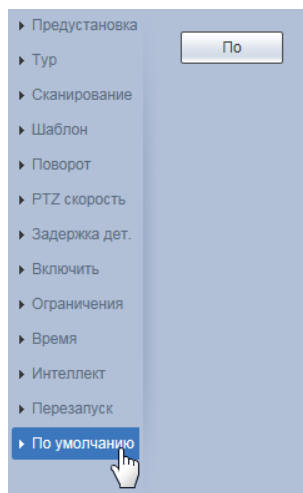 Предустановка
Тур
Сканирование
Шаблон
Поворот
PTZ скорость
Задержка дет.
Включить
Ограничения
Время
Интеллект
Перезапуск
По умолчанию
По